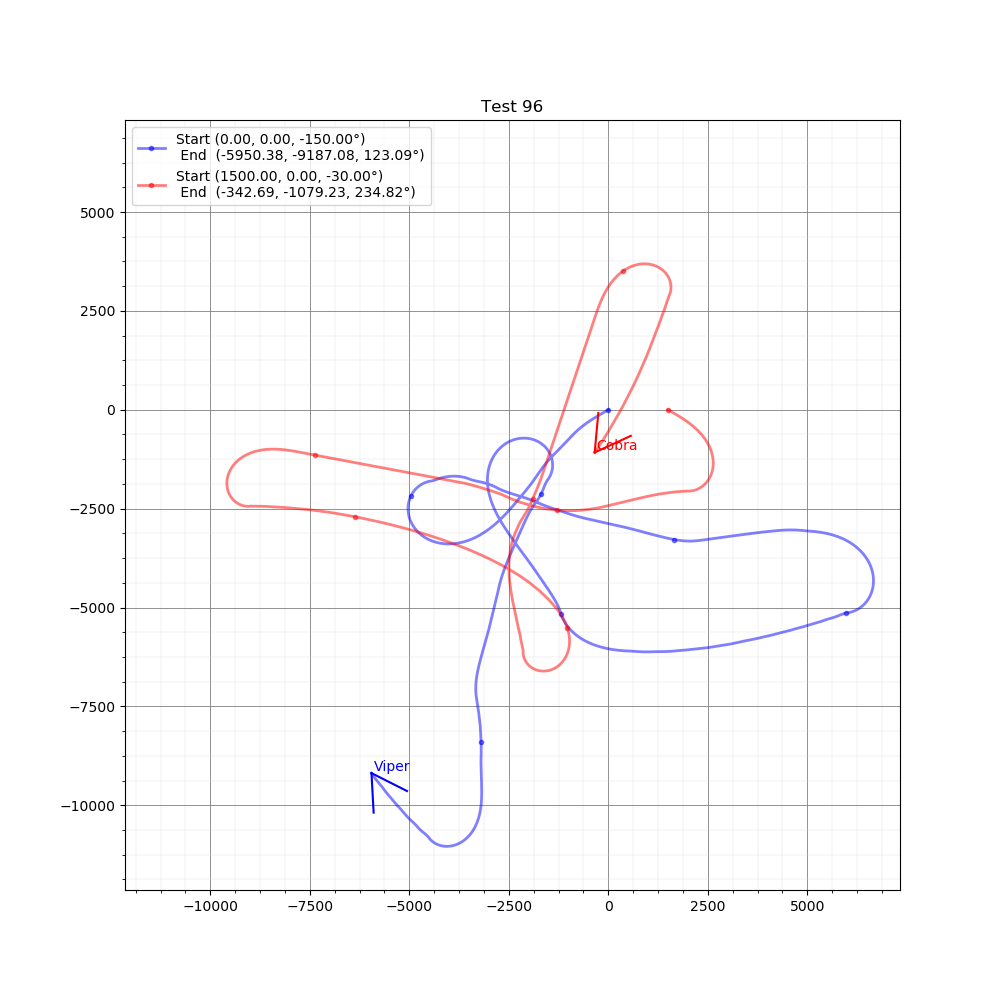 Test 96
Start (0.00, 0.00, -150.00°)
End (-5950.38, -9187.08, 123.09°)
Start (1500.00, 0.00, -30.00°)
End (-342.69, -1079.23, 234.82°)
5000
2500
0
−2500
−5000
−7500
−10000
Cobra
Viper
−10000 −7500 −5000 −2500 0 2500 5000